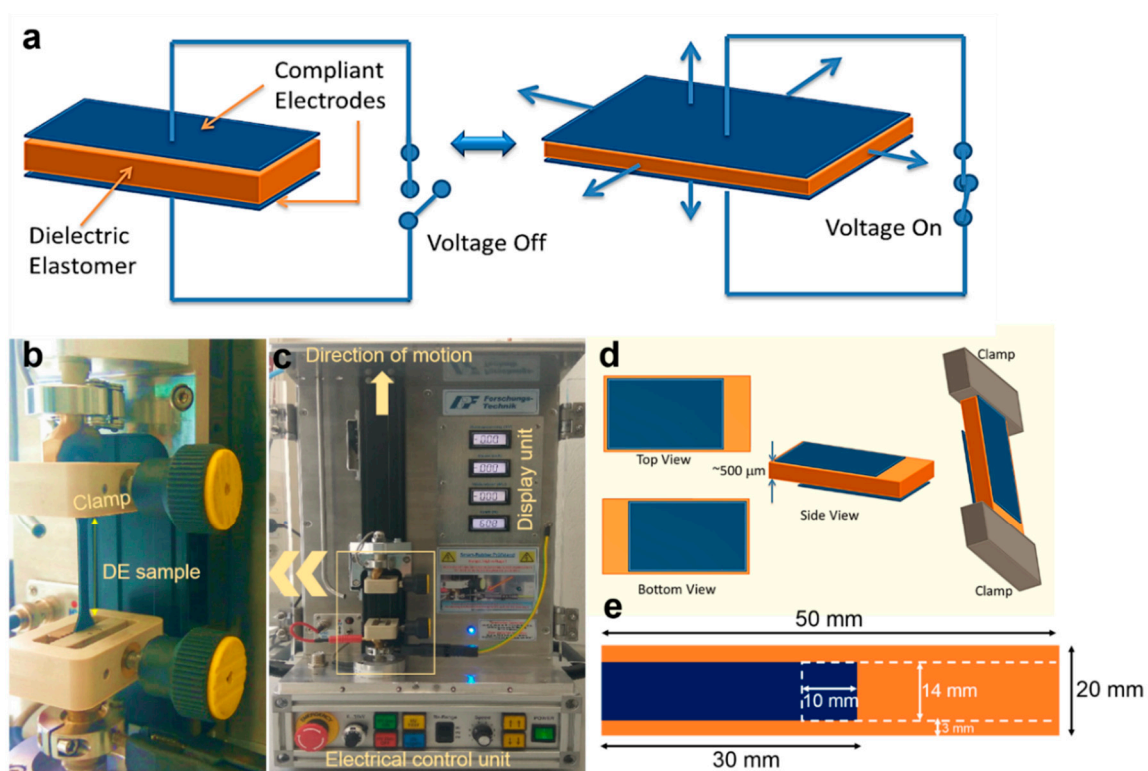 a
Compliant
Electrodes
Dielectric
Elastomer
Voltage Off
Voltage On
b
Clamp
DE sample
c
Direction of motion
Forschungs-
Technik
Display unit
Electrical control unit
d
Top View
Bottom View
~500 µm
Side View
Clamp
Clamp
e
50 mm
10 mm
14 mm
3 mm
20 mm
30 mm